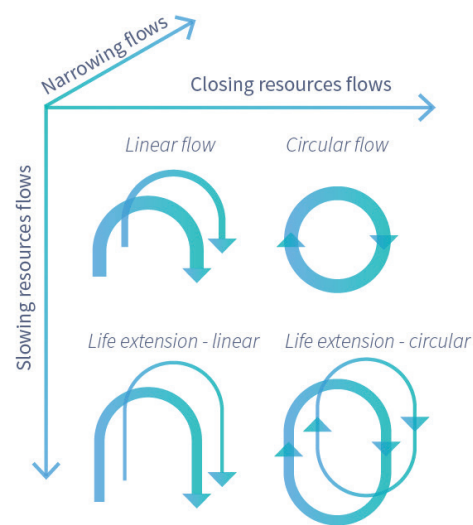 Narrowing flows
Closing resources flows
Slowing resources flows
Linear flow
Circular flow
Life extension - linear
Life extension - circular